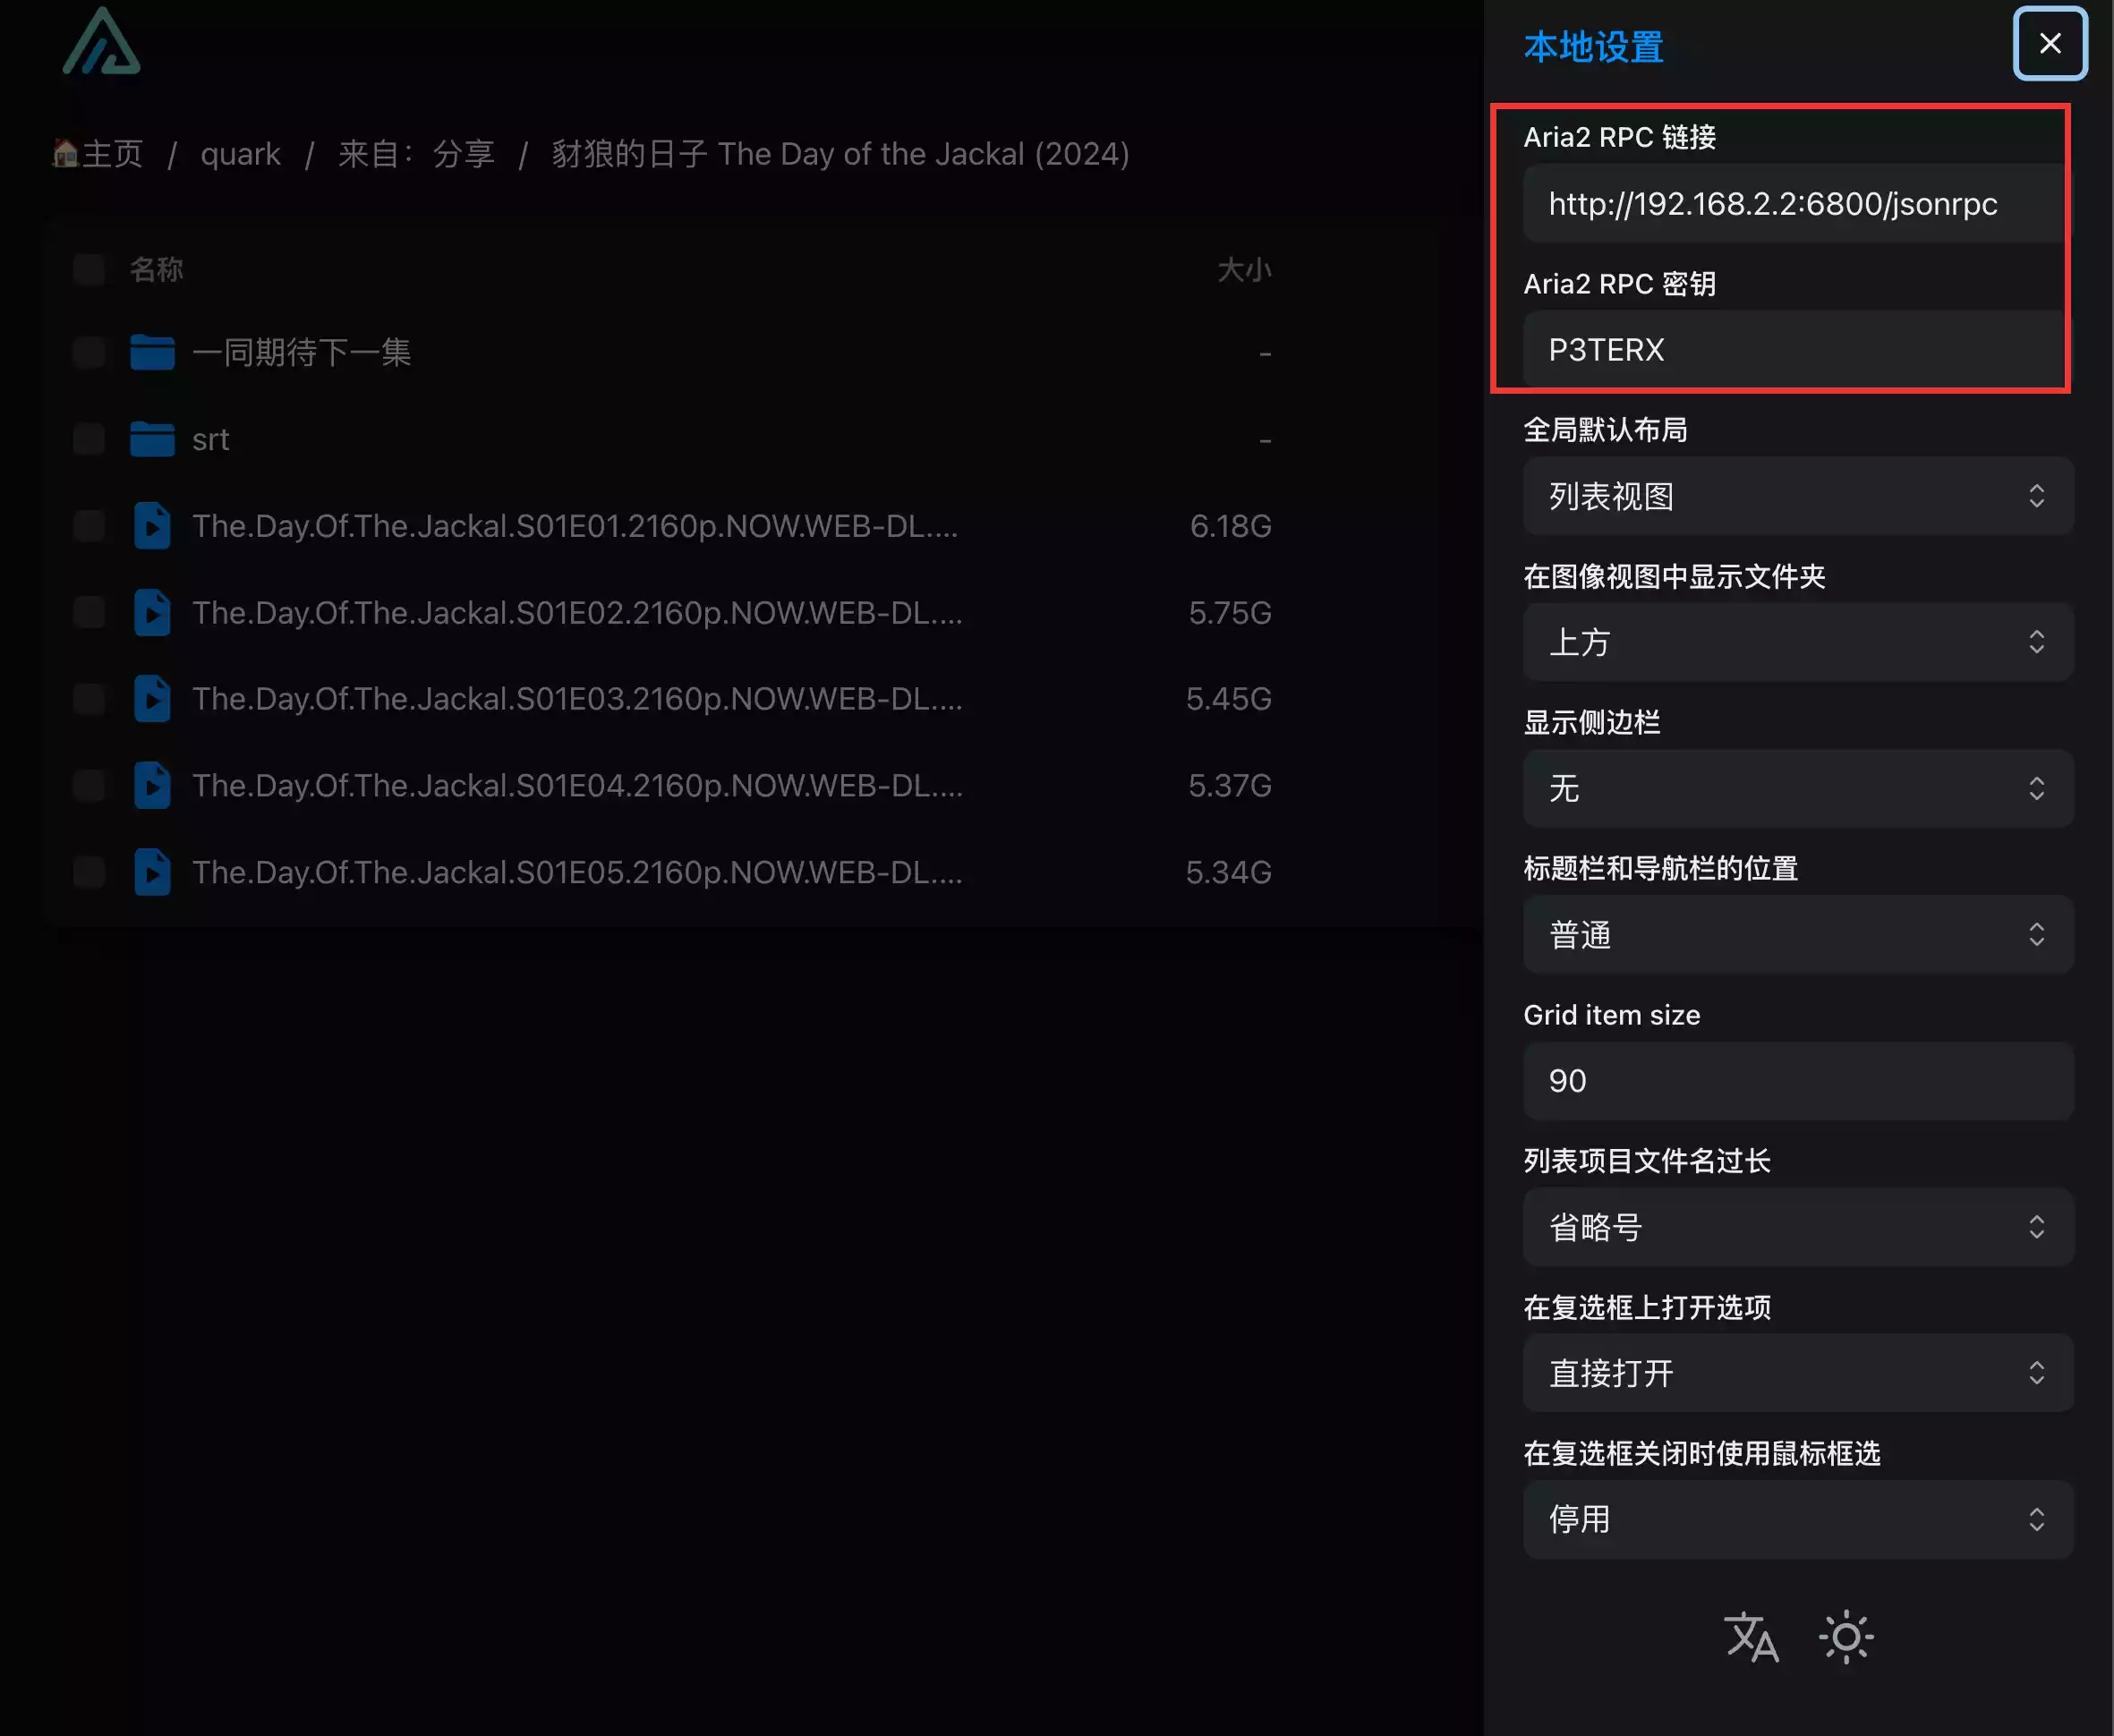 🏠主页 / quark / 来自：分享 / 豺狼的日子 The Day of the Jackal (2024)
名称 大小
一同期待下一集 -
srt -
The.Day.Of.The.Jackal.S01E01.2160p.NOW.WEB-DL.... 6.18G
The.Day.Of.The.Jackal.S01E02.2160p.NOW.WEB-DL.... 5.75G
The.Day.Of.The.Jackal.S01E03.2160p.NOW.WEB-DL.... 5.45G
The.Day.Of.The.Jackal.S01E04.2160p.NOW.WEB-DL.... 5.37G
The.Day.Of.The.Jackal.S01E05.2160p.NOW.WEB-DL.... 5.34G
本地设置
Aria2 RPC 链接
http://192.168.2.2:6800/jsonrpc
Aria2 RPC 密钥
P3TERX
全局默认布局
列表视图
在图像视图中显示文件夹
上方
显示侧边栏
无
标题栏和导航栏的位置
普通
Grid item size
90
列表项目文件名过长
省略号
在复选框上打开选项
直接打开
在复选框关闭时使用鼠标框选
停用